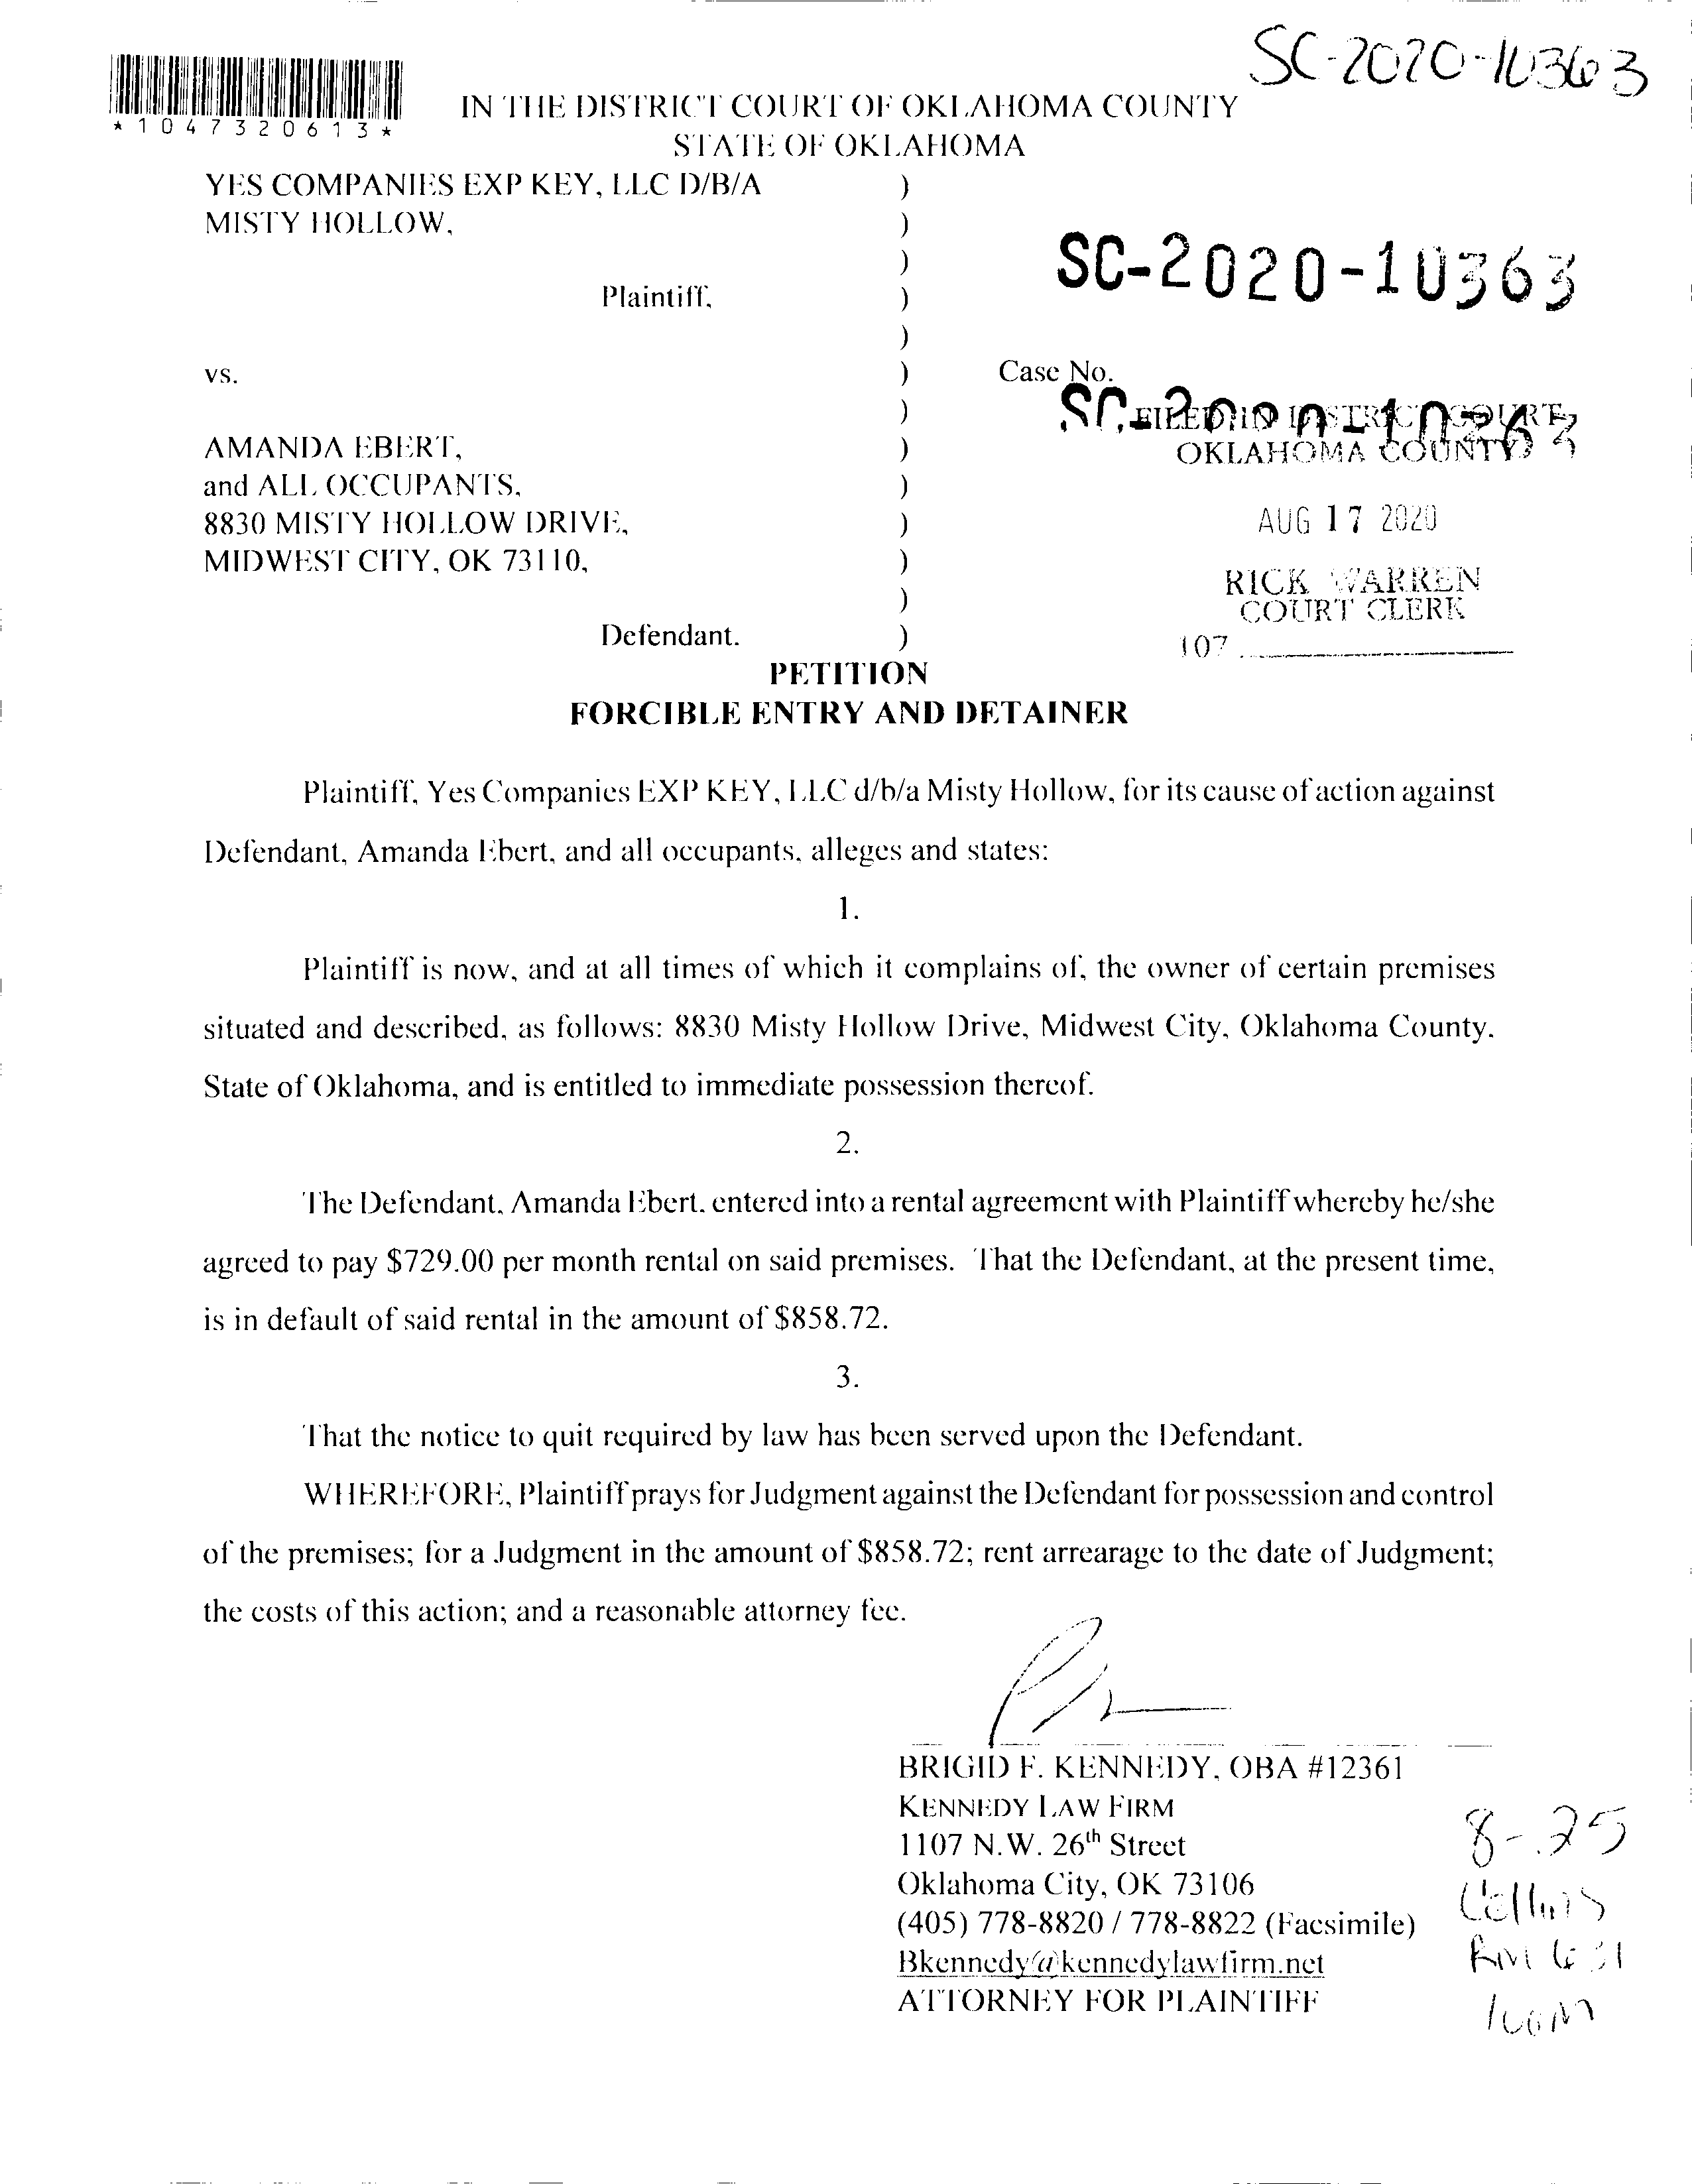 SC-2020-10363
*1047320613*
IN THE DISTRICT COURT OF OKLAHOMA COUNTY
STATE OF OKLAHOMA
YES COMPANIES EXP KEY, LLC D/B/A )
MISTY HOLLOW, )
)
Plaintiff, )
SC-2020-10363
)
vs. )
Case No.
SC-2020-10363
)
FILED IN DISTRICT COURT
OKLAHOMA COUNTY
AMANDA EBERT, )
and ALL OCCUPANTS, )
8830 MISTY HOLLOW DRIVE, )
AUG 17 2020
MIDWEST CITY, OK 73110, )
RICK WARREN
COURT CLERK
)
Defendant. )
107
PETITION
FORCIBLE ENTRY AND DETAINER
Plaintiff, Yes Companies EXP KEY, LLC d/b/a Misty Hollow, for its cause of action against
Defendant, Amanda Ebert, and all occupants, alleges and states:
1.
Plaintiff is now, and at all times of which it complains of, the owner of certain premises
situated and described, as follows: 8830 Misty Hollow Drive, Midwest City, Oklahoma County,
State of Oklahoma, and is entitled to immediate possession thereof.
2.
The Defendant, Amanda Ebert, entered into a rental agreement with Plaintiff whereby he/she
agreed to pay $729.00 per month rental on said premises. That the Defendant, at the present time,
is in default of said rental in the amount of $858.72.
3.
That the notice to quit required by law has been served upon the Defendant.
WHEREFORE, Plaintiff prays for Judgment against the Defendant for possession and control
of the premises; for a Judgment in the amount of $858.72; rent arrearage to the date of Judgment;
the costs of this action; and a reasonable attorney fee.
BRIGID F. KENNEDY, OBA #12361
KENNEDY LAW FIRM
1107 N.W. 26th Street
Oklahoma City, OK 73106
(405) 778-8820 / 778-8822 (Facsimile)
Bkennedy@kennedylawfirm.net
ATTORNEY FOR PLAINTIFF
8-25
Collins
Rm